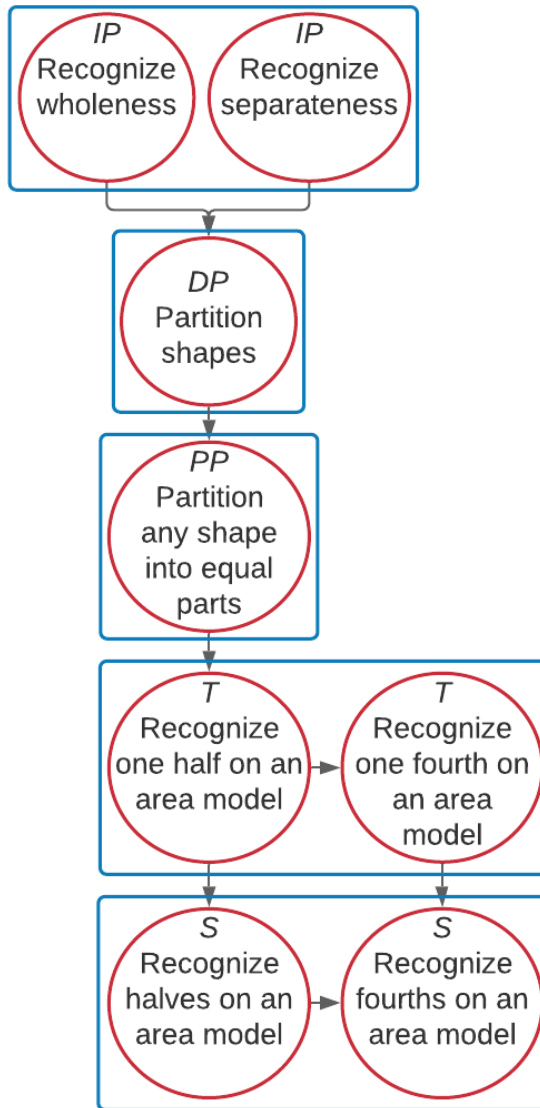 IP
Recognize
wholeness
IP
Recognize
separateness
DP
Partition
shapes
PP
Partition
any shape
into equal
parts
T
Recognize
one half on an
area model
T
Recognize
one fourth on
an area
model
S
Recognize
halves on an
area model
S
Recognize
fourths on an
area model